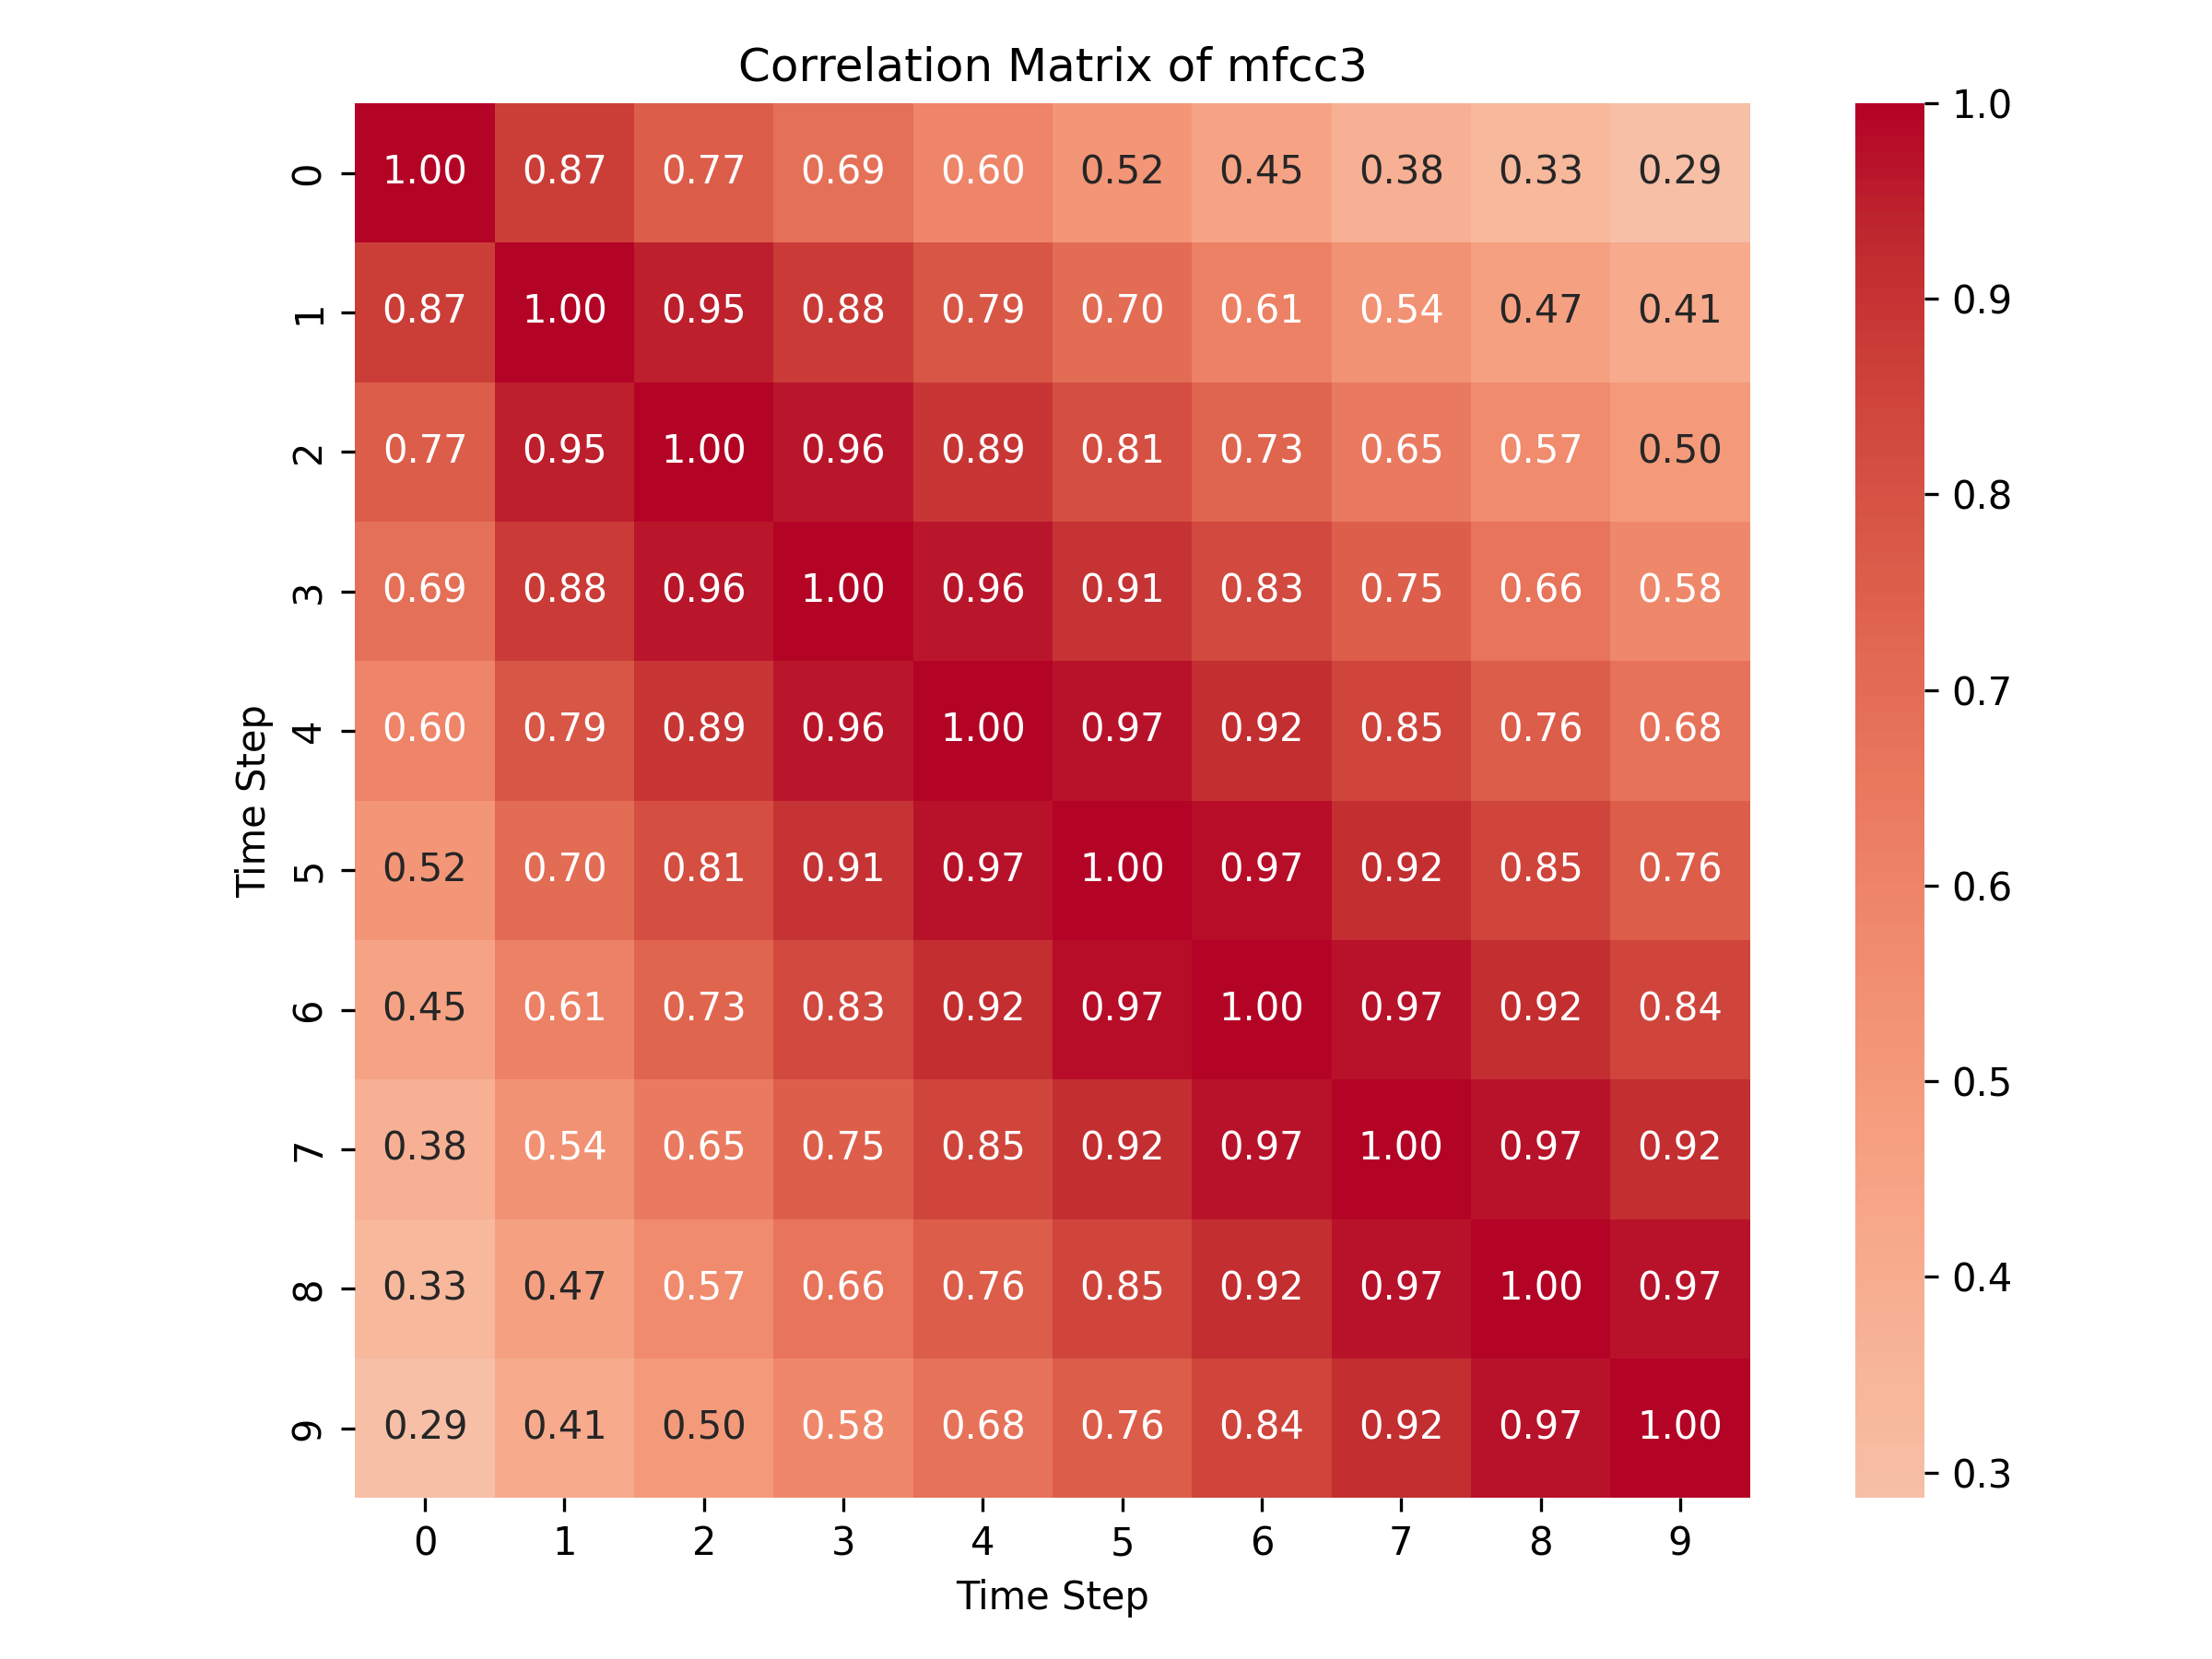 Correlation Matrix of mfcc3
0 1.00 0.87 0.77 0.69 0.60 0.52 0.45 0.38 0.33 0.29
1 0.87 1.00 0.95 0.88 0.79 0.70 0.61 0.54 0.47 0.41
2 0.77 0.95 1.00 0.96 0.89 0.81 0.73 0.65 0.57 0.50
3 0.69 0.88 0.96 1.00 0.96 0.91 0.83 0.75 0.66 0.58
4 0.60 0.79 0.89 0.96 1.00 0.97 0.92 0.85 0.76 0.68
5 0.52 0.70 0.81 0.91 0.97 1.00 0.97 0.92 0.85 0.76
6 0.45 0.61 0.73 0.83 0.92 0.97 1.00 0.97 0.92 0.84
7 0.38 0.54 0.65 0.75 0.85 0.92 0.97 1.00 0.97 0.92
8 0.33 0.47 0.57 0.66 0.76 0.85 0.92 0.97 1.00 0.97
9 0.29 0.41 0.50 0.58 0.68 0.76 0.84 0.92 0.97 1.00
0 1 2 3 4 5 6 7 8 9
Time Step
Time Step
1.0
0.9
0.8
0.7
0.6
0.5
0.4
0.3